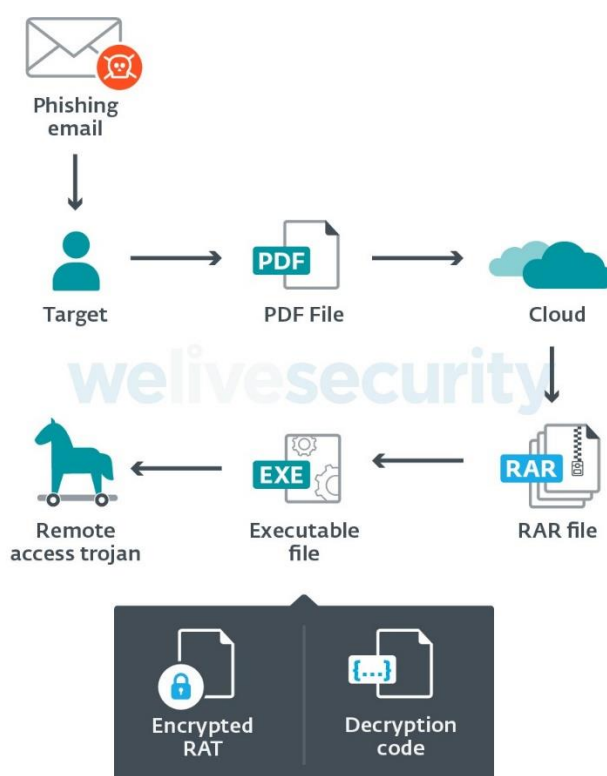 Phishing
email
Target
PDF
PDF File
Cloud
welivesecurity
Remote
access trojan
EXE
Executable
file
RAR
RAR file
Encrypted
RAT
{...}
Decryption
code